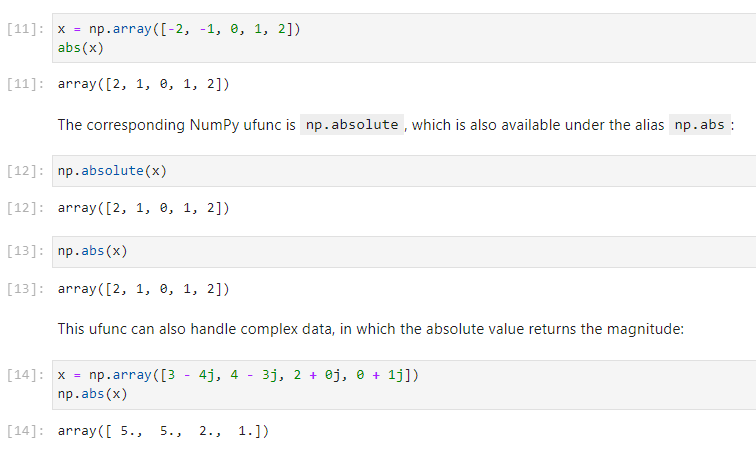 [11]: x = np.array([-2, -1, 0, 1, 2])
abs(x)
[11]: array([2, 1, 0, 1, 2])
The corresponding NumPy ufunc is np.absolute , which is also available under the alias np.abs :
[12]: np.absolute(x)
[12]: array([2, 1, 0, 1, 2])
[13]: np.abs(x)
[13]: array([2, 1, 0, 1, 2])
This ufunc can also handle complex data, in which the absolute value returns the magnitude:
[14]: x = np.array([3 - 4j, 4 - 3j, 2 + 0j, 0 + 1j])
np.abs(x)
[14]: array([ 5.,  5.,  2.,  1.])